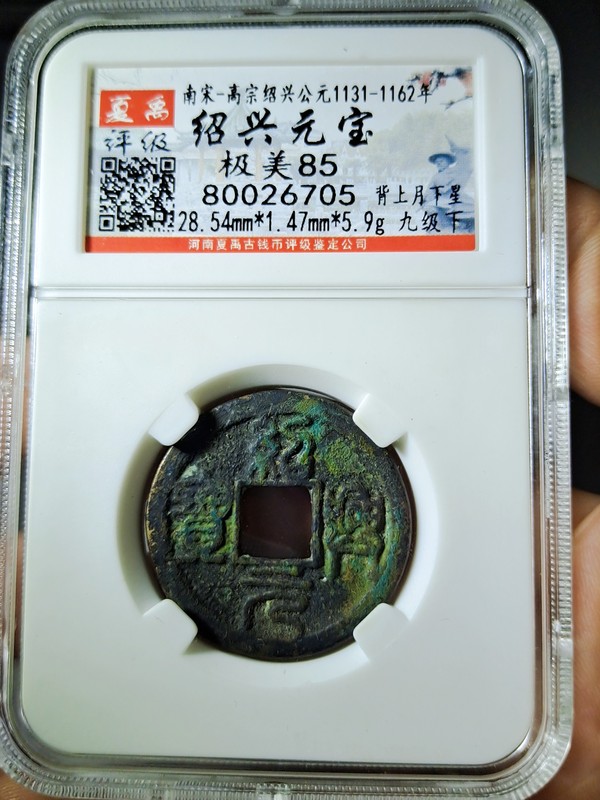 南宋-高宗绍兴公元1131-1162年
夏禹
评级
绍兴元宝
极美85
80026705 背上月下星
28.54mm*1.47mm*5.9g 九级下
河南夏禹古钱币评级鉴定公司
紹
興
元
寶